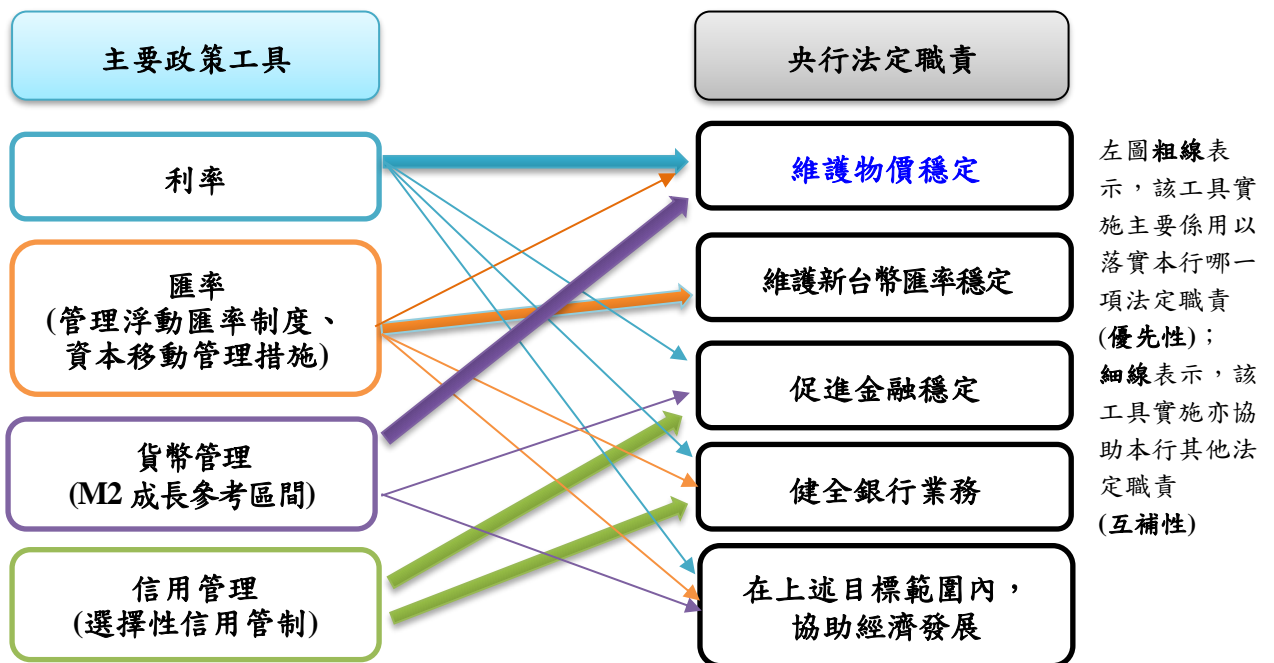 主要政策工具
央行法定職責
利率
匯率
(管理浮動匯率制度、
資本移動管理措施)
貨幣管理
(M2 成長參考區間)
信用管理
(選擇性信用管制)
維護物價穩定
維護新台幣匯率穩定
促進金融穩定
健全銀行業務
在上述目標範圍內，
協助經濟發展
左圖粗線表
示，該工具實
施主要係用以
落實本行哪一
項法定職責
(優先性)；
細線表示，該
工具實施亦協
助本行其他法
定職責
(互補性)